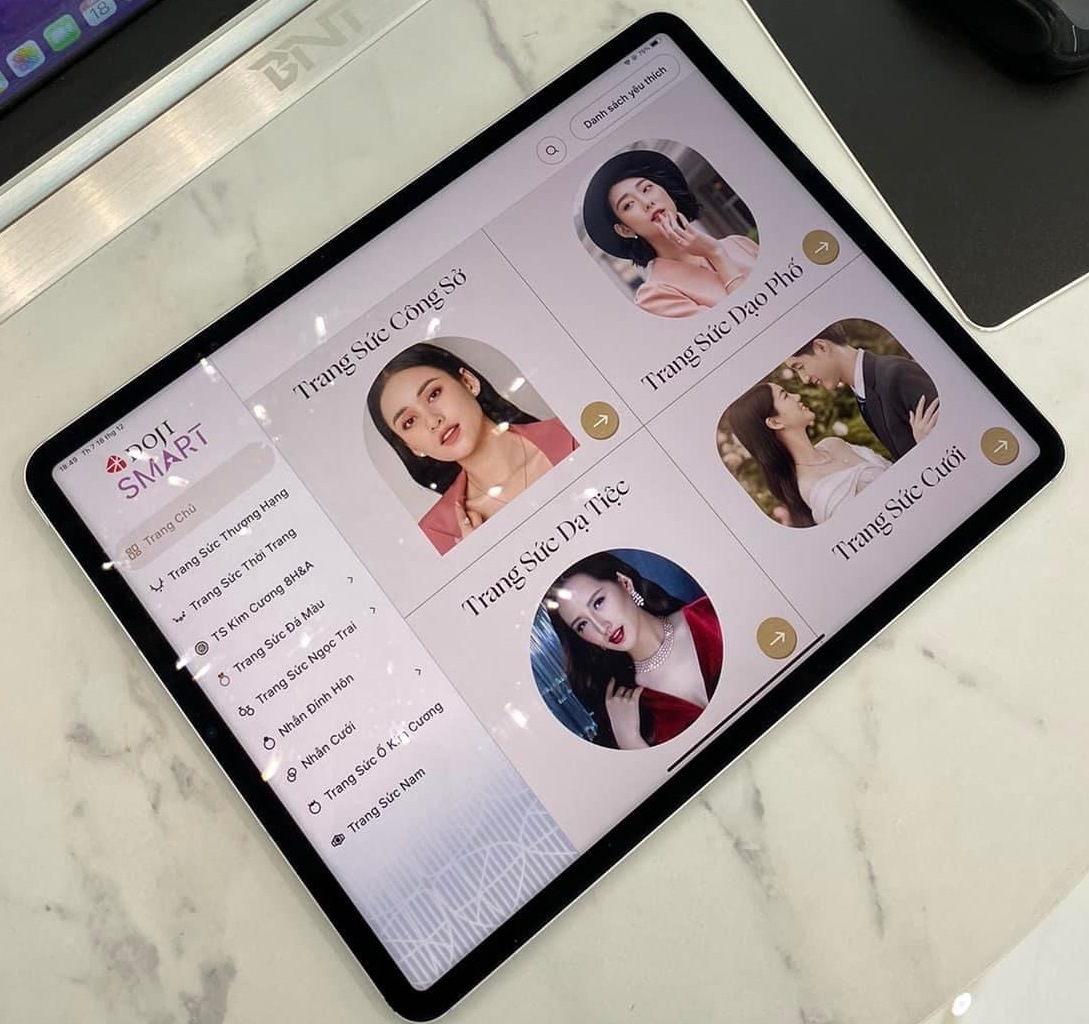 BNI
18
18:49 Th 7 18 thg 12
75%
DOJI
SMART
Danh sách yêu thích
Trang Chủ
Trang Sức Thượng Hạng
Trang Sức Thời Trang
TS Kim Cương 8H&A
Trang Sức Đá Màu
Trang Sức Ngọc Trai
Nhẫn Đính Hôn
Nhẫn Cưới
Trang Sức Ổ Kim Cương
Trang Sức Nam
Trang Sức Công Sở
Trang Sức Dạo Phố
Trang Sức Dạ Tiệc
Trang Sức Cưới